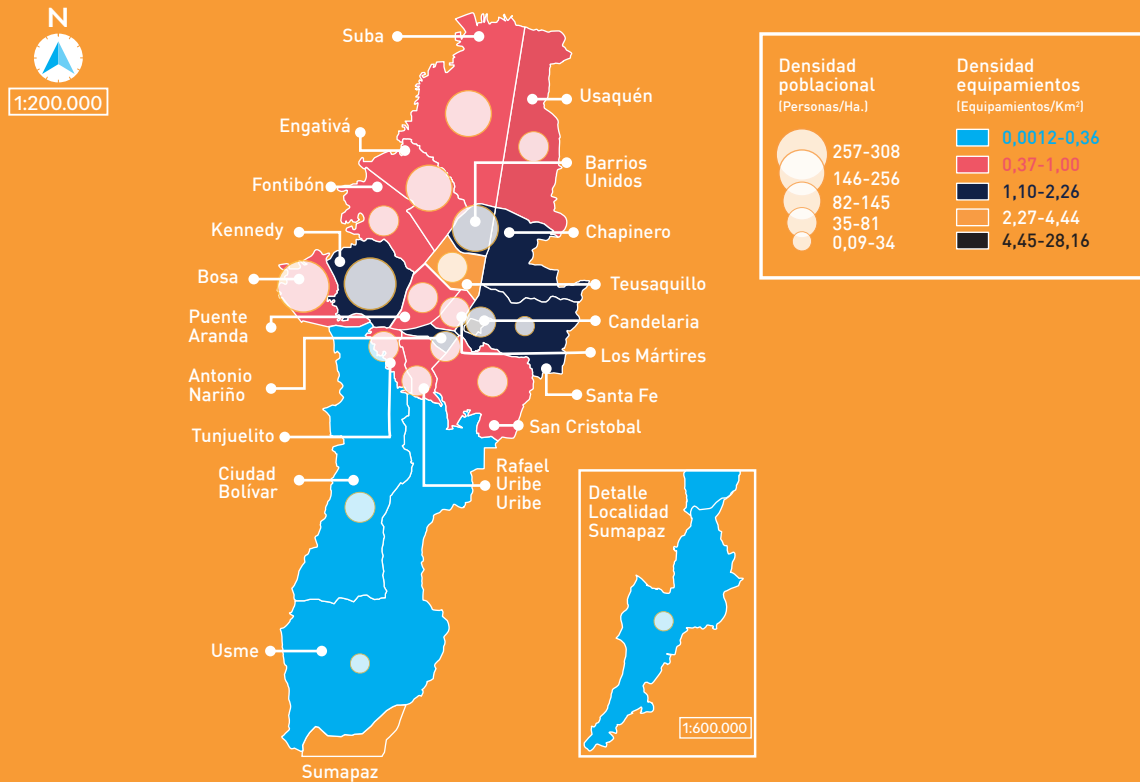 N
1:200.000
Suba
Usaquén
Engativá
Barrios
Unidos
Fontibón
Kennedy
Chapinero
Bosa
Teusaquillo
Puente
Aranda
Candelaria
Los Mártires
Antonio
Nariño
Santa Fe
Tunjuelito
San Cristobal
Ciudad
Bolívar
Rafael
Uribe
Uribe
Usme
Sumapaz
Densidad
poblacional
(Personas/Ha.)
257-308
146-256
82-145
35-81
0,09-34
Densidad
equipamientos
(Equipamientos/Km²)
0,0012-0,36
0,37-1,00
1,10-2,26
2,27-4,44
4,45-28,16
Detalle
Localidad
Sumapaz
1:600.000